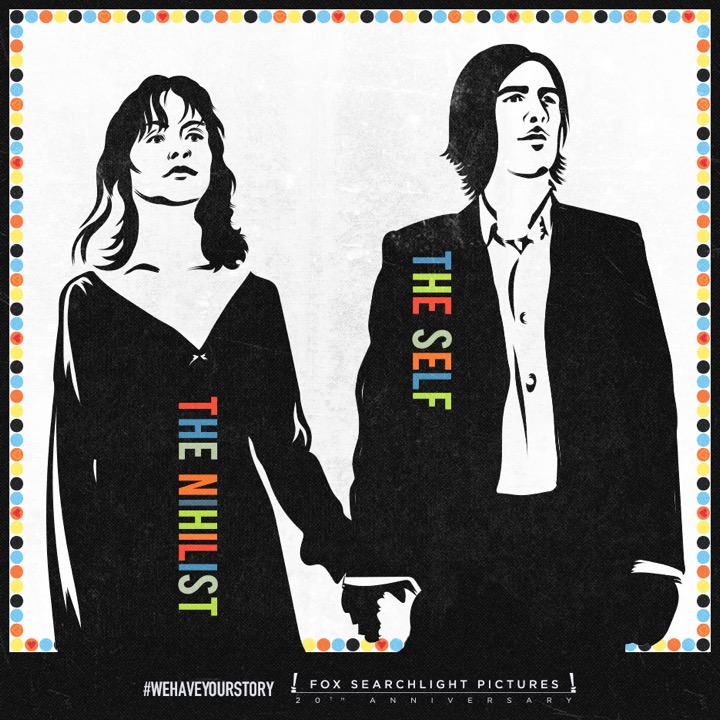 THE NIHILIST
THE SELF
#WEHAVEYOURSTORY
FOX SEARCHLIGHT PICTURES
20TH ANNIVERSARY